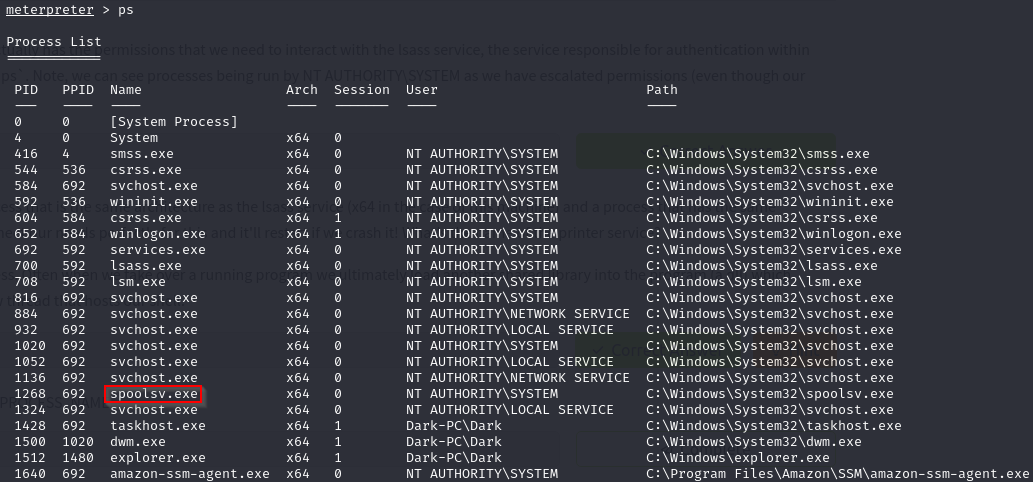 meterpreter > ps
Process List
PID PPID Name Arch Session User Path
0 0 [System Process]
4 0 System x64 0
416 4 smss.exe x64 0 NT AUTHORITY\SYSTEM C:\Windows\System32\smss.exe
544 536 csrss.exe x64 0 NT AUTHORITY\SYSTEM C:\Windows\System32\csrss.exe
584 692 svchost.exe x64 0 NT AUTHORITY\SYSTEM C:\Windows\System32\svchost.exe
592 536 wininit.exe x64 0 NT AUTHORITY\SYSTEM C:\Windows\System32\wininit.exe
604 584 csrss.exe x64 1 NT AUTHORITY\SYSTEM C:\Windows\System32\csrss.exe
652 584 winlogon.exe x64 1 NT AUTHORITY\SYSTEM C:\Windows\System32\winlogon.exe
692 592 services.exe x64 0 NT AUTHORITY\SYSTEM C:\Windows\System32\services.exe
700 592 lsass.exe x64 0 NT AUTHORITY\SYSTEM C:\Windows\System32\lsass.exe
708 592 lsm.exe x64 0 NT AUTHORITY\SYSTEM C:\Windows\System32\lsm.exe
816 692 svchost.exe x64 0 NT AUTHORITY\SYSTEM C:\Windows\System32\svchost.exe
884 692 svchost.exe x64 0 NT AUTHORITY\NETWORK SERVICE C:\Windows\System32\svchost.exe
932 692 svchost.exe x64 0 NT AUTHORITY\LOCAL SERVICE C:\Windows\System32\svchost.exe
1020 692 svchost.exe x64 0 NT AUTHORITY\SYSTEM C:\Windows\System32\svchost.exe
1052 692 svchost.exe x64 0 NT AUTHORITY\LOCAL SERVICE C:\Windows\System32\svchost.exe
1136 692 svchost.exe x64 0 NT AUTHORITY\NETWORK SERVICE C:\Windows\System32\svchost.exe
1268 692 spoolsv.exe x64 0 NT AUTHORITY\SYSTEM C:\Windows\System32\spoolsv.exe
1324 692 svchost.exe x64 0 NT AUTHORITY\LOCAL SERVICE C:\Windows\System32\svchost.exe
1428 692 taskhost.exe x64 1 Dark-PC\Dark C:\Windows\System32\taskhost.exe
1500 1020 dwm.exe x64 1 Dark-PC\Dark C:\Windows\System32\dwm.exe
1512 1480 explorer.exe x64 1 Dark-PC\Dark C:\Windows\explorer.exe
1640 692 amazon-ssm-agent.exe x64 0 NT AUTHORITY\SYSTEM C:\Program Files\Amazon\SSM\amazon-ssm-agent.exe